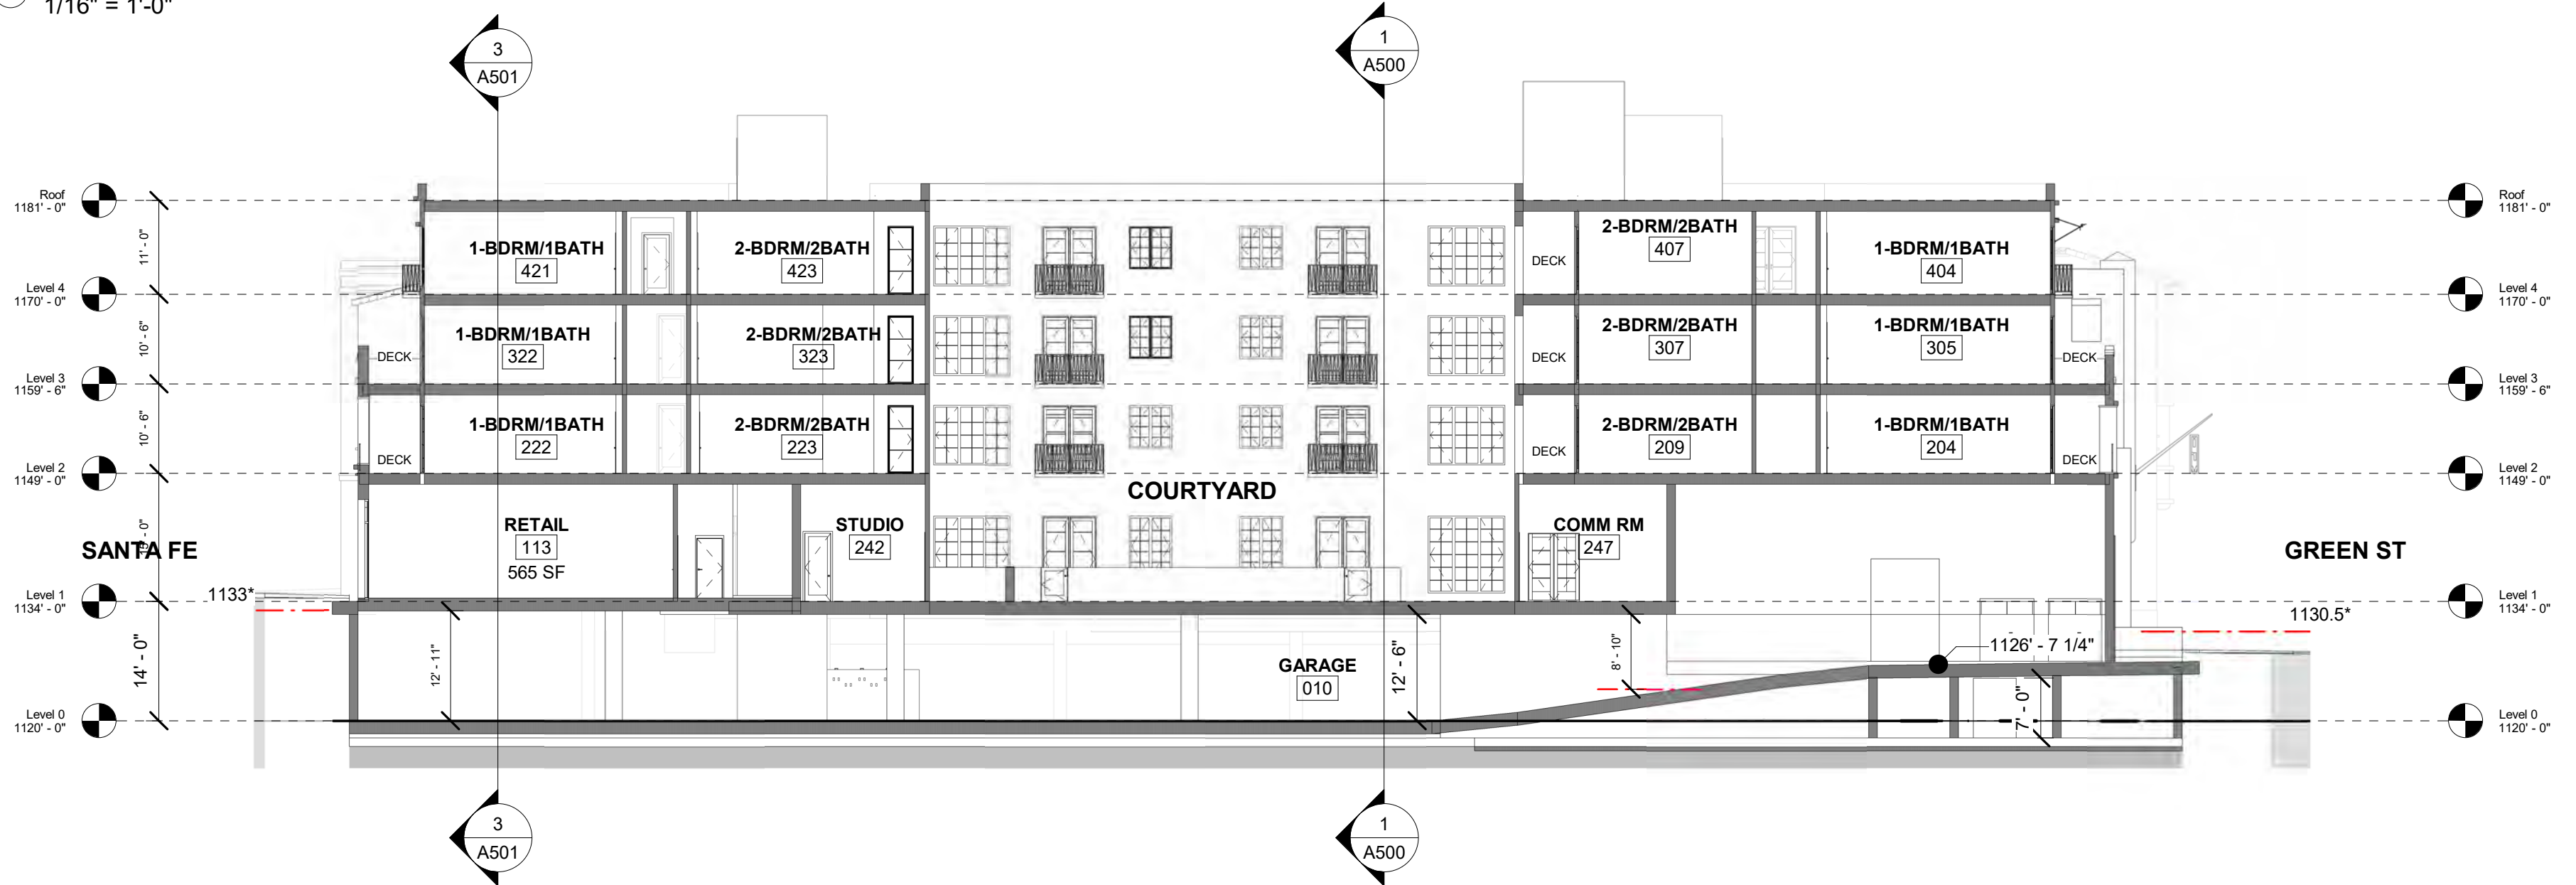 1/16" = 1'-0"
3
A501
1
A500
Roof
1181' - 0"
Roof
1181' - 0"
11' - 0"
1-BDRM/1BATH
421
2-BDRM/2BATH
423
DECK
2-BDRM/2BATH
407
1-BDRM/1BATH
404
Level 4
1170' - 0"
Level 4
1170' - 0"
10' - 6"
DECK
1-BDRM/1BATH
322
2-BDRM/2BATH
323
DECK
2-BDRM/2BATH
307
1-BDRM/1BATH
305
DECK
Level 3
1159' - 6"
Level 3
1159' - 6"
10' - 6"
DECK
1-BDRM/1BATH
222
2-BDRM/2BATH
223
DECK
2-BDRM/2BATH
209
1-BDRM/1BATH
204
DECK
Level 2
1149' - 0"
Level 2
1149' - 0"
COURTYARD
SANTA FE
RETAIL
113
565 SF
STUDIO
242
COMM RM
247
GREEN ST
1133*
Level 1
1134' - 0"
Level 1
1134' - 0"
1130.5*
14' - 0"
12' - 11"
GARAGE
010
12' - 6"
8' - 10"
1126' - 7 1/4"
7' - 0"
Level 0
1120' - 0"
Level 0
1120' - 0"
3
A501
1
A500